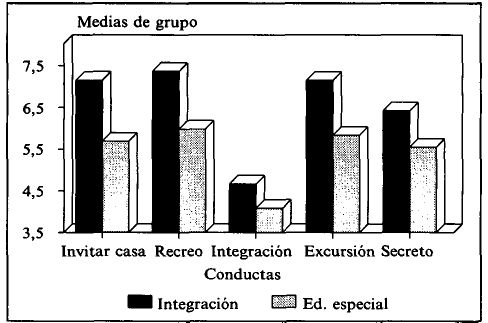 Medias de grupo
7,5
6,5
5,5
4,5
3,5
Invitar casa Recreo Integración Excursión Secreto
Conductas
Integración Ed. especial